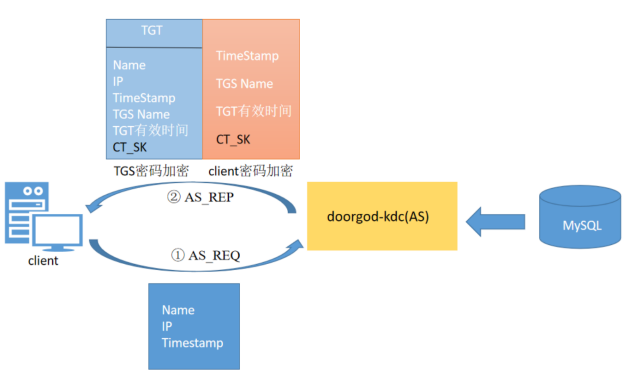 TGT
Name
IP
TimeStamp
TGS Name
TGT有效时间
CT_SK
TimeStamp
TGS Name
TGT有效时间
CT_SK
TGS密码加密
client密码加密
② AS_REP
doorgod-kdc(AS)
MySQL
client
① AS_REQ
Name
IP
Timestamp